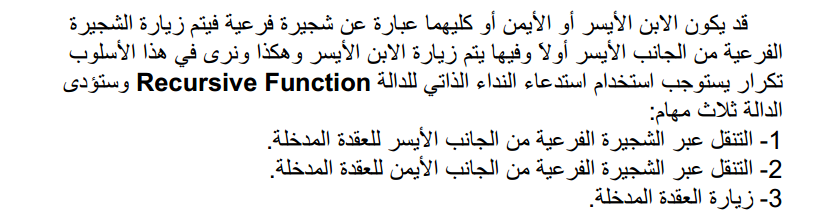 قد يكون الابن الأيسر أو الأيمن أو كليهما عبارة عن شجيرة فرعية فيتم زيارة الشجيرة
الفرعية من الجانب الأيسر أولاً وفيها يتم زيارة الابن الأيسر وهكذا ونرى في هذا الأسلوب
تكرار يستوجب استخدام استدعاء النداء الذاتي للدالة Recursive Function وستؤدى
الدالة ثلاث مهام:
1- التنقل عبر الشجيرة الفرعية من الجانب الأيسر للعقدة المدخلة.
2- التنقل عبر الشجيرة الفرعية من الجانب الأيمن للعقدة المدخلة.
3- زيارة العقدة المدخلة.